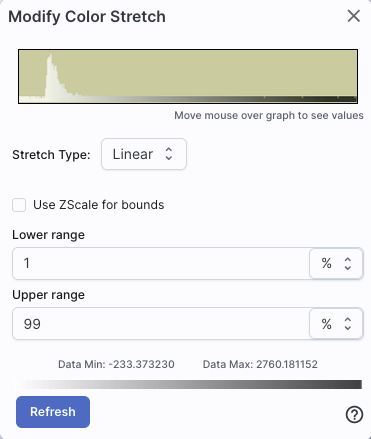 Modify Color Stretch
Move mouse over graph to see values
Stretch Type: Linear
Use ZScale for bounds
Lower range
1 %
Upper range
99 %
Data Min: -233.373230 Data Max: 2760.181152
Refresh